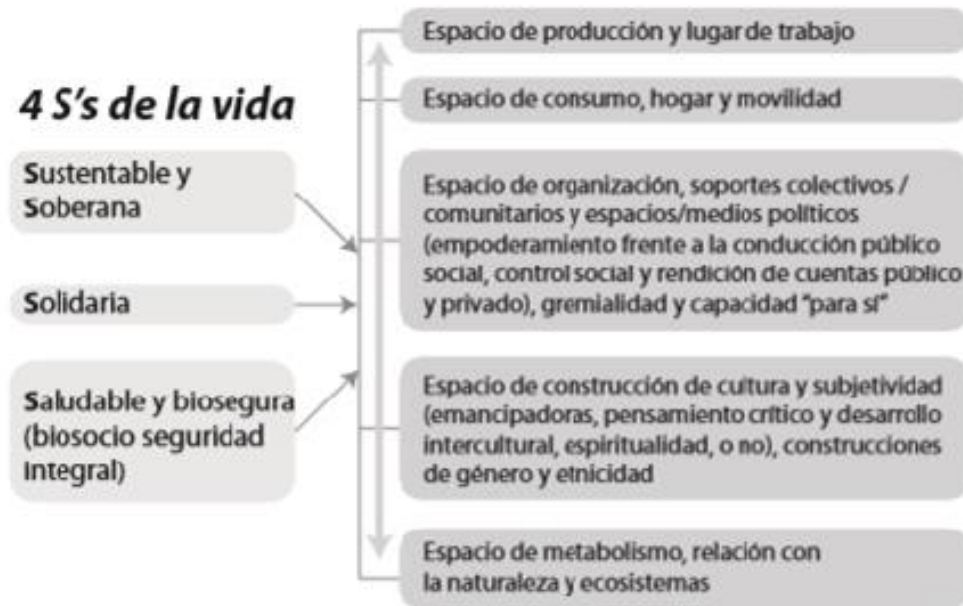 4 S's de la vida
Sustentable y
Soberana
Solidaria
Saludable y biosegura
(biosocio seguridad
integral)
Espacio de producción y lugar de trabajo
Espacio de consumo, hogar y movilidad
Espacio de organización, soportes colectivos /
comunitarios y espacios/medios políticos
(empoderamiento frente a la conducción público
social, control social y rendición de cuentas público
y privado), gremialidad y capacidad "para sí"
Espacio de construcción de cultura y subjetividad
(emancipadoras, pensamiento crítico y desarrollo
intercultural, espiritualidad, o no), construcciones
de género y etnicidad
Espacio de metabolismo, relación con
la naturaleza y ecosistemas